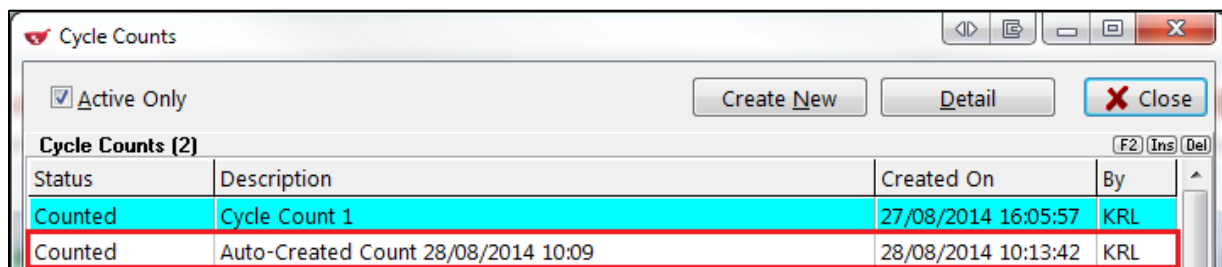 Cycle Counts
Active Only Create New Detail Close
Cycle Counts (2) F2 Ins Del
Status Description Created On By
Counted Cycle Count 1 27/08/2014 16:05:57 KRL
Counted Auto-Created Count 28/08/2014 10:09 28/08/2014 10:13:42 KRL